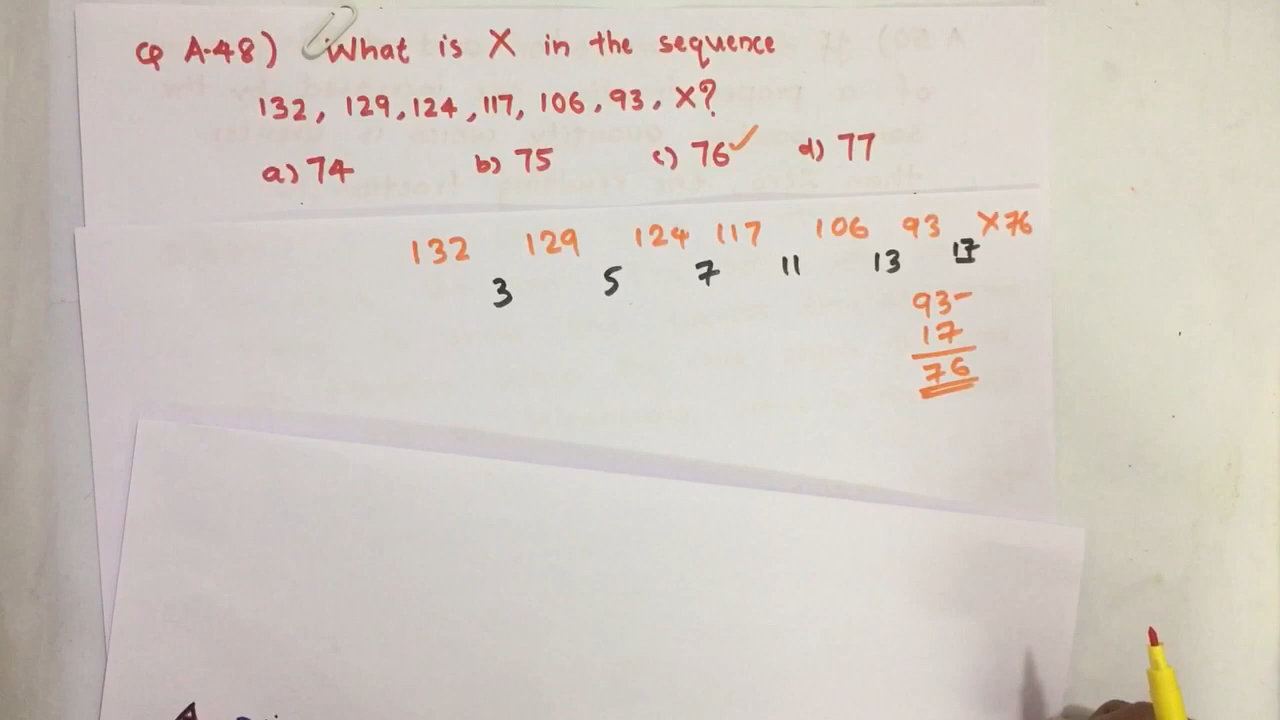 Q A.48) What is X in the sequence
132, 129, 124, 117, 106, 93, X?
a) 74 b) 75 c) 76 ✓ d) 77
132 129 124 117 106 93 X 76
3 5 7 11 13 17
93 -
17
76